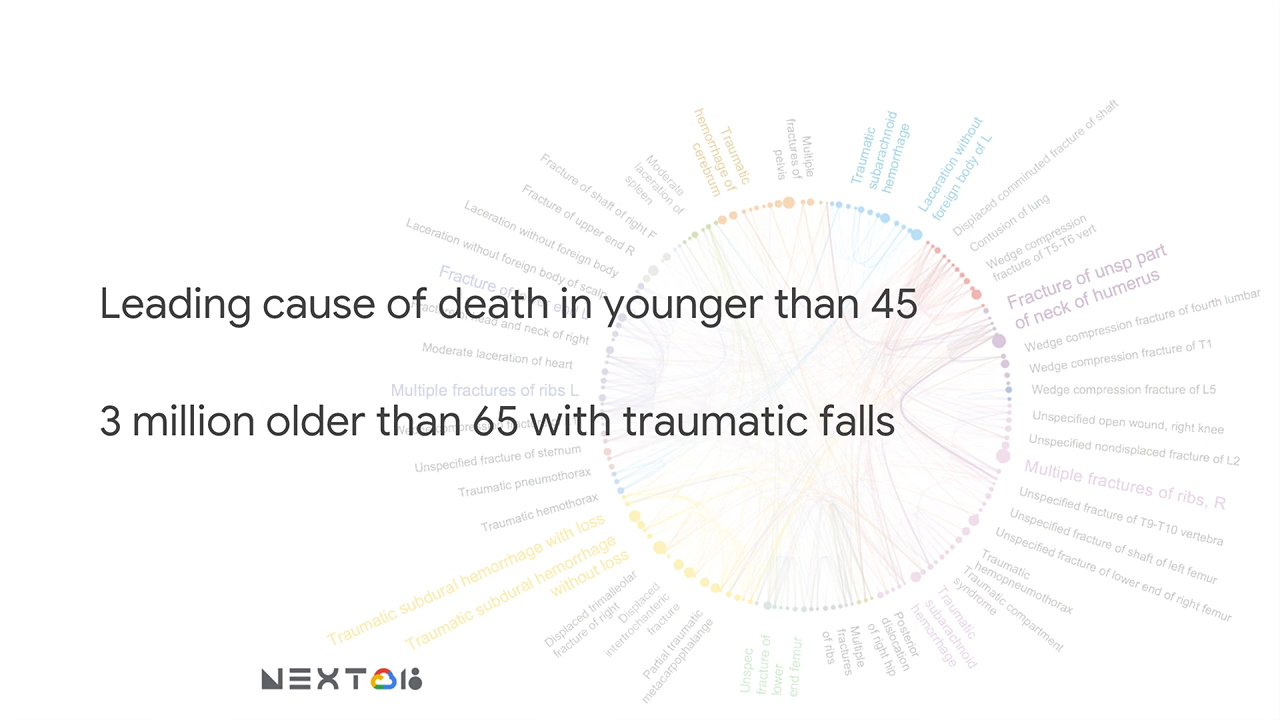 Leading cause of death in younger than 45
3 million older than 65 with traumatic falls
Traumatic
hemorrhage of
cerebrum
Multiple
fractures of
pelvis
Traumatic
subarachnoid
hemorrhage
Laceration without
foreign body of L
Displaced comminuted fracture of shaft
Contusion of lung
Wedge compression
fracture of T5-T6 vert
Fracture of unsp part
of neck of humerus
Wedge compression fracture of fourth lumbar
Wedge compression fracture of T1
Wedge compression fracture of L5
Unspecified open wound, right knee
Unspecified nondisplaced fracture of L2
Multiple fractures of ribs, R
Unspecified fracture of T9-T10 vertebra
Unspecified fracture of shaft of left femur
Unspecified fracture of lower end of right femur
Traumatic
hemopneumothorax
Traumatic compartment
syndrome
Traumatic
subarachnoid
hemorrhage
Posterior
dislocation
of right hip
Multiple
fractures
of ribs
Unspec
fracture of
lower
end femur
Partial traumatic
metacarpophalange
Displaced
intertrochanteric
fracture
Displaced trimalleolar
fracture of right
Traumatic subdural hemorrhage
without loss
Traumatic subdural hemorrhage with loss
Traumatic hemothorax
Traumatic pneumothorax
Unspecified fracture of sternum
Multiple fractures of ribs L
Moderate laceration of heart
and neck of right
Fracture of
Laceration without foreign body of scalp
Laceration without foreign body
Fracture of upper end R
Fracture of shaft of right F
Moderate
laceration of
spleen
NEXT 18